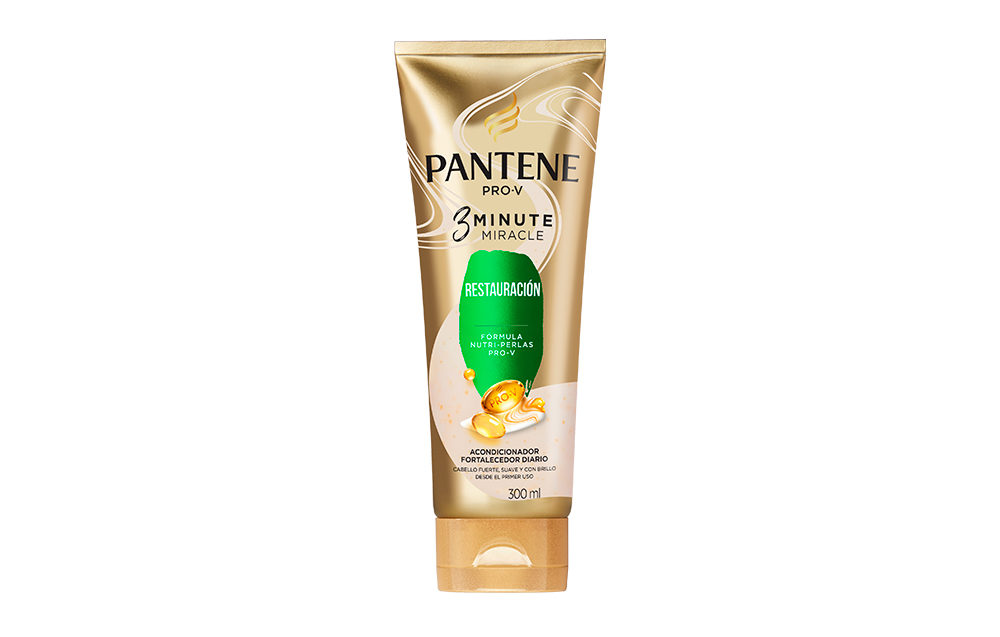 PANTENE
PRO-V
3 MINUTE
MIRACLE
RESTAURACIÓN
FORMULA
NUTRI-PERLAS
PRO-V
PRO-V
ACONDICIONADOR
FORTALECEDOR DIARIO
CABELLO FUERTE, SUAVE Y CON BRILLO
DESDE EL PRIMER USO
300 ml